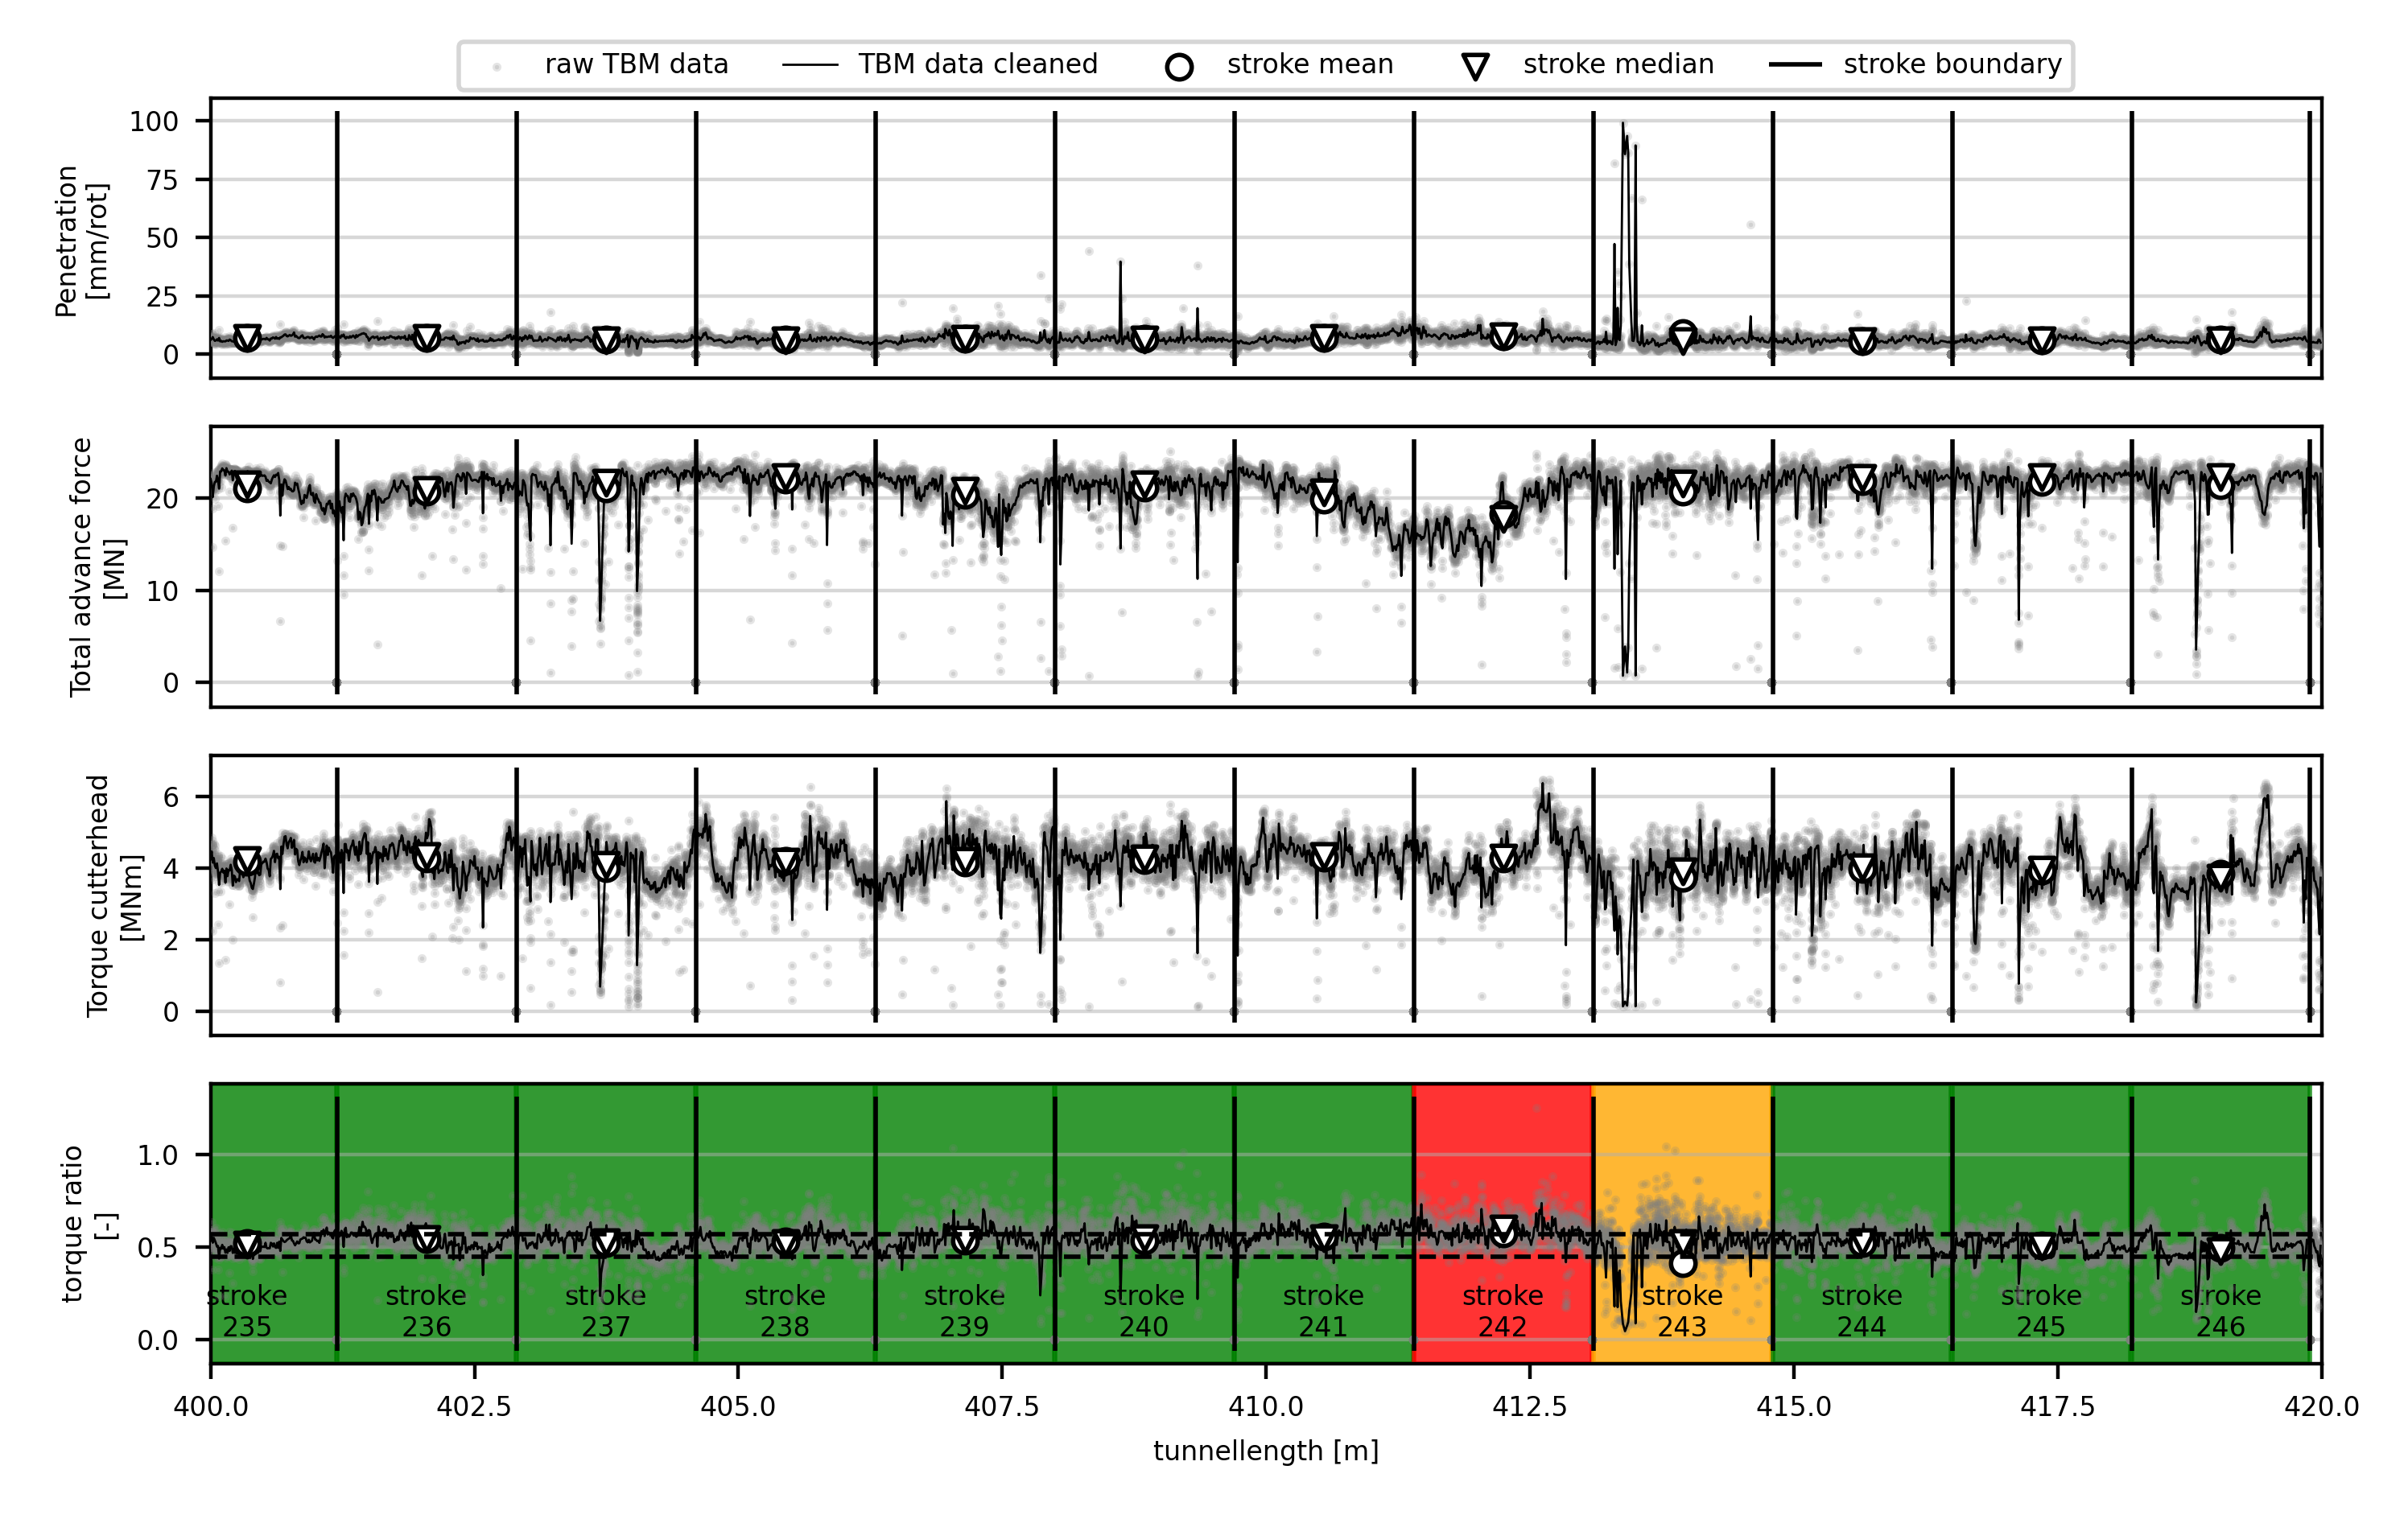 raw TBM data TBM data cleaned stroke mean stroke median stroke boundary
Penetration
[mm/rot]
100
75
50
25
0
Total advance force
[MN]
20
10
0
Torque cutterhead
[MNm]
6
4
2
0
torque ratio
[-]
1.0
0.5
0.0
stroke stroke stroke stroke stroke stroke stroke stroke stroke stroke stroke stroke
235 236 237 238 239 240 241 242 243 244 245 246
400.0 402.5 405.0 407.5 410.0 412.5 415.0 417.5 420.0
tunnellength [m]